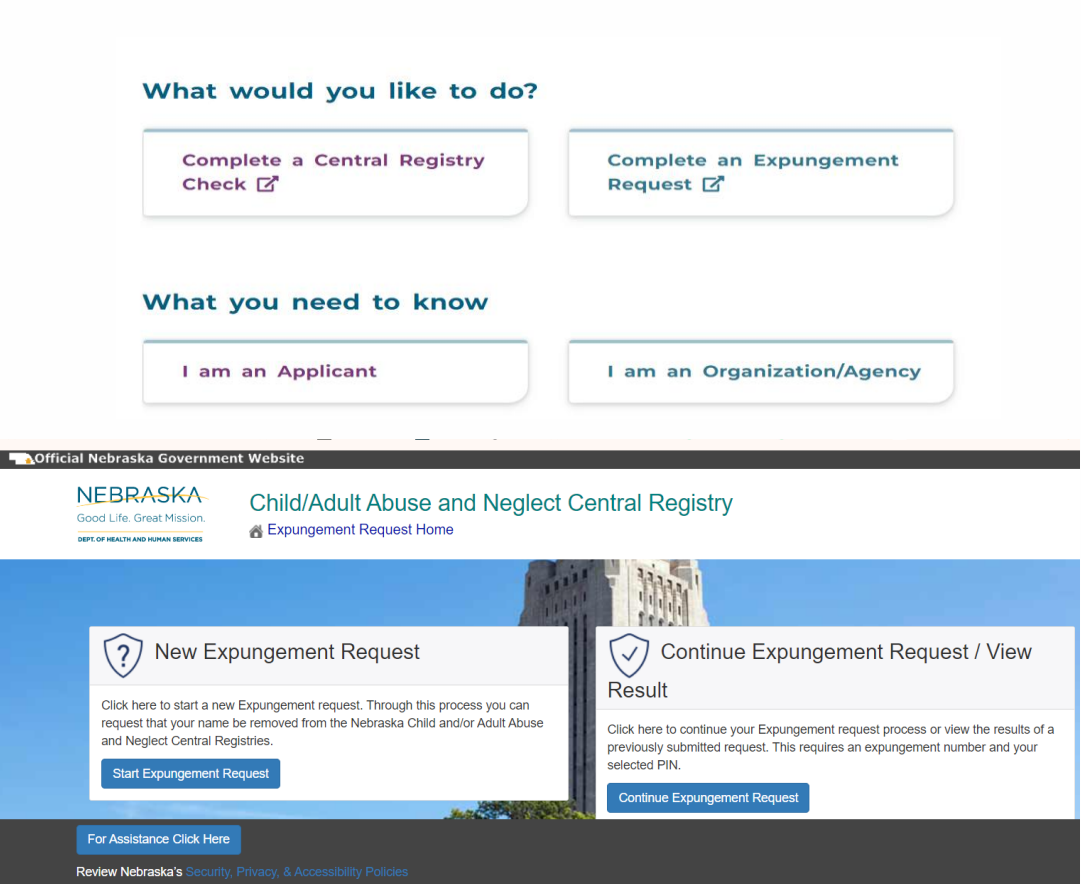 What would you like to do?
Complete a Central Registry
Check
Complete an Expungement
Request
What you need to know
I am an Applicant
I am an Organization/Agency
Official Nebraska Government Website
NEBRASKA
Good Life. Great Mission.
DEPT. OF HEALTH AND HUMAN SERVICES
Child/Adult Abuse and Neglect Central Registry
Expungement Request Home
New Expungement Request
Click here to start a new Expungement request. Through this process you can
request that your name be removed from the Nebraska Child and/or Adult Abuse
and Neglect Central Registries.
Start Expungement Request
Continue Expungement Request / View
Result
Click here to continue your Expungement request process or view the results of a
previously submitted request. This requires an expungement number and your
selected PIN.
Continue Expungement Request
For Assistance Click Here
Review Nebraska's Security, Privacy, & Accessibility Policies